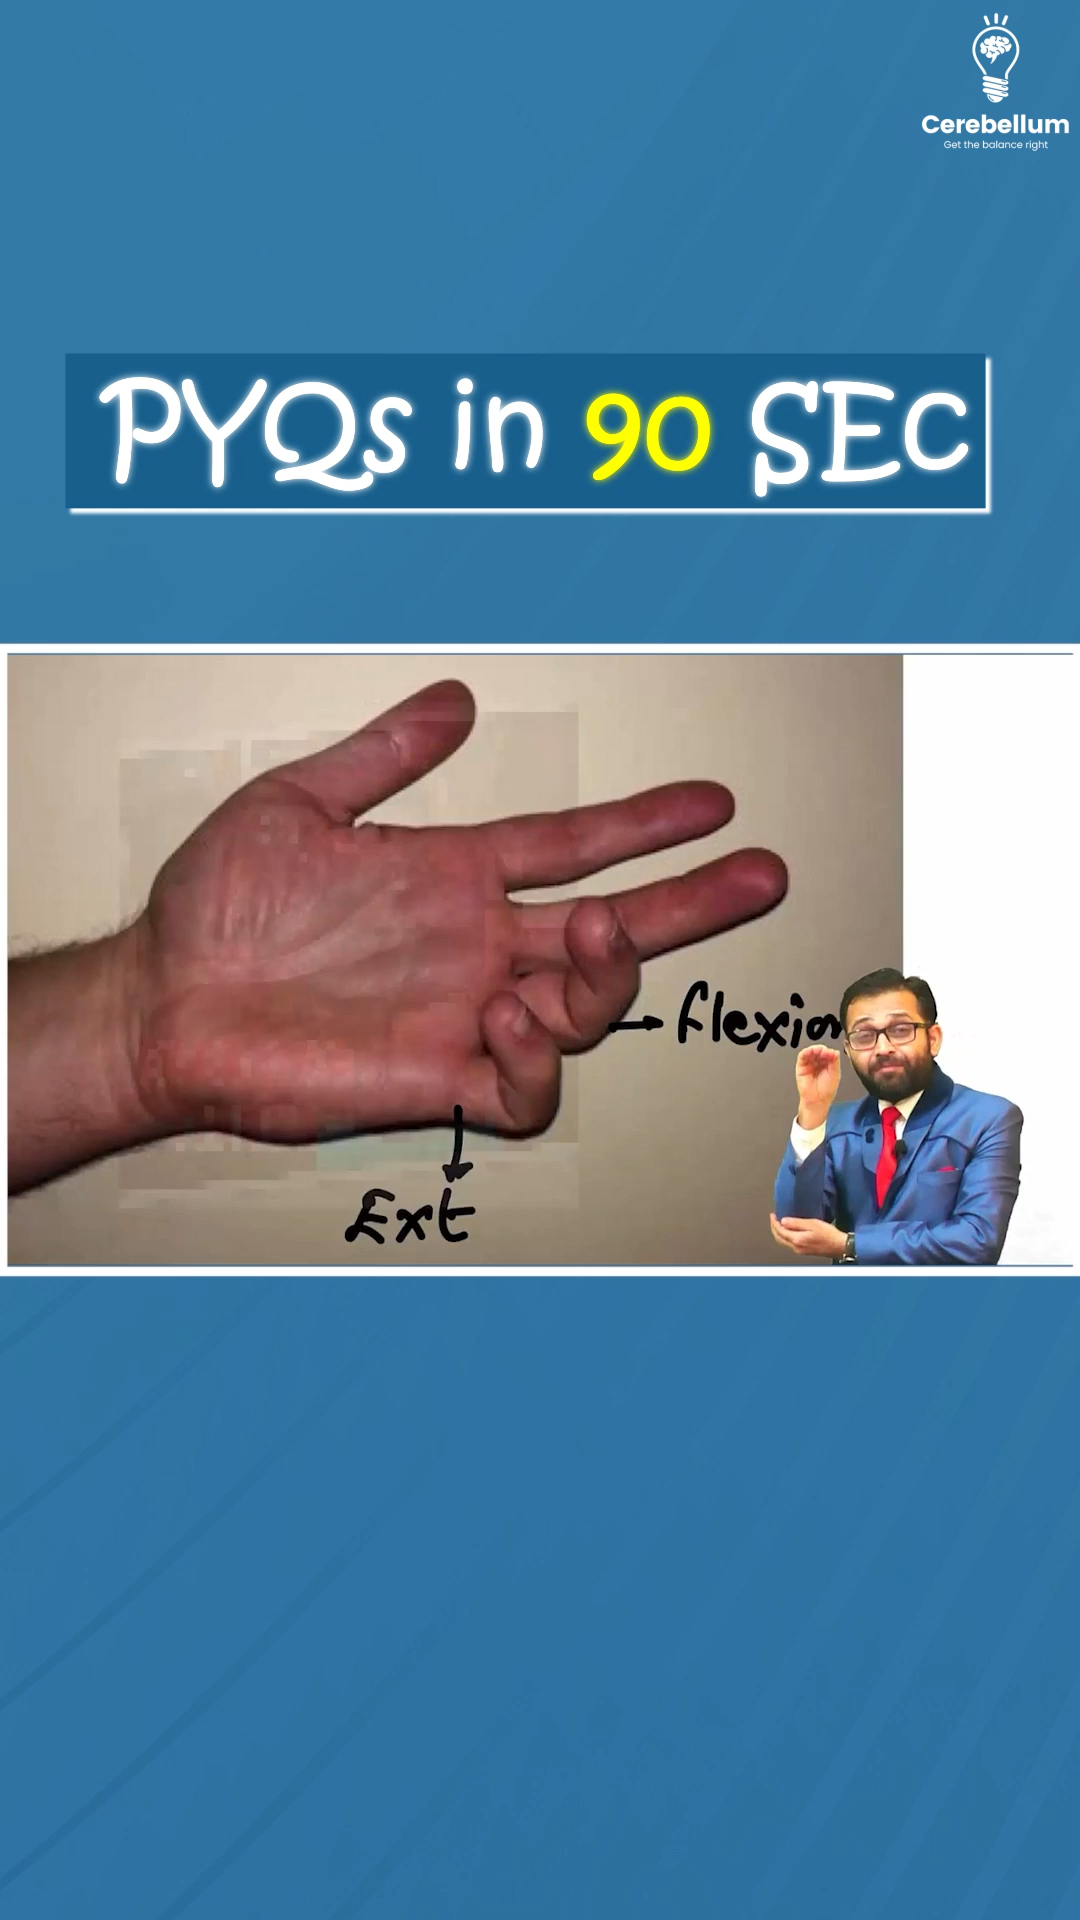 Cerebellum
Get the balance right
PYQs in 90 SEC
flexion
Ext